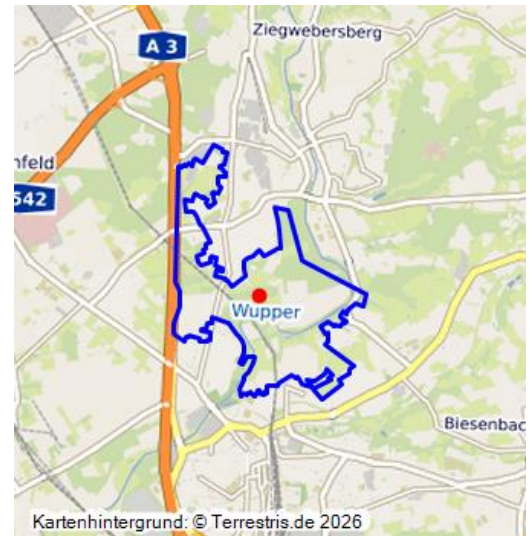 Ziegwebersberg
A 3
nfeld
542
Wupper
Biesenbac
Kartenhintergrund: © Terrestris.de 2026